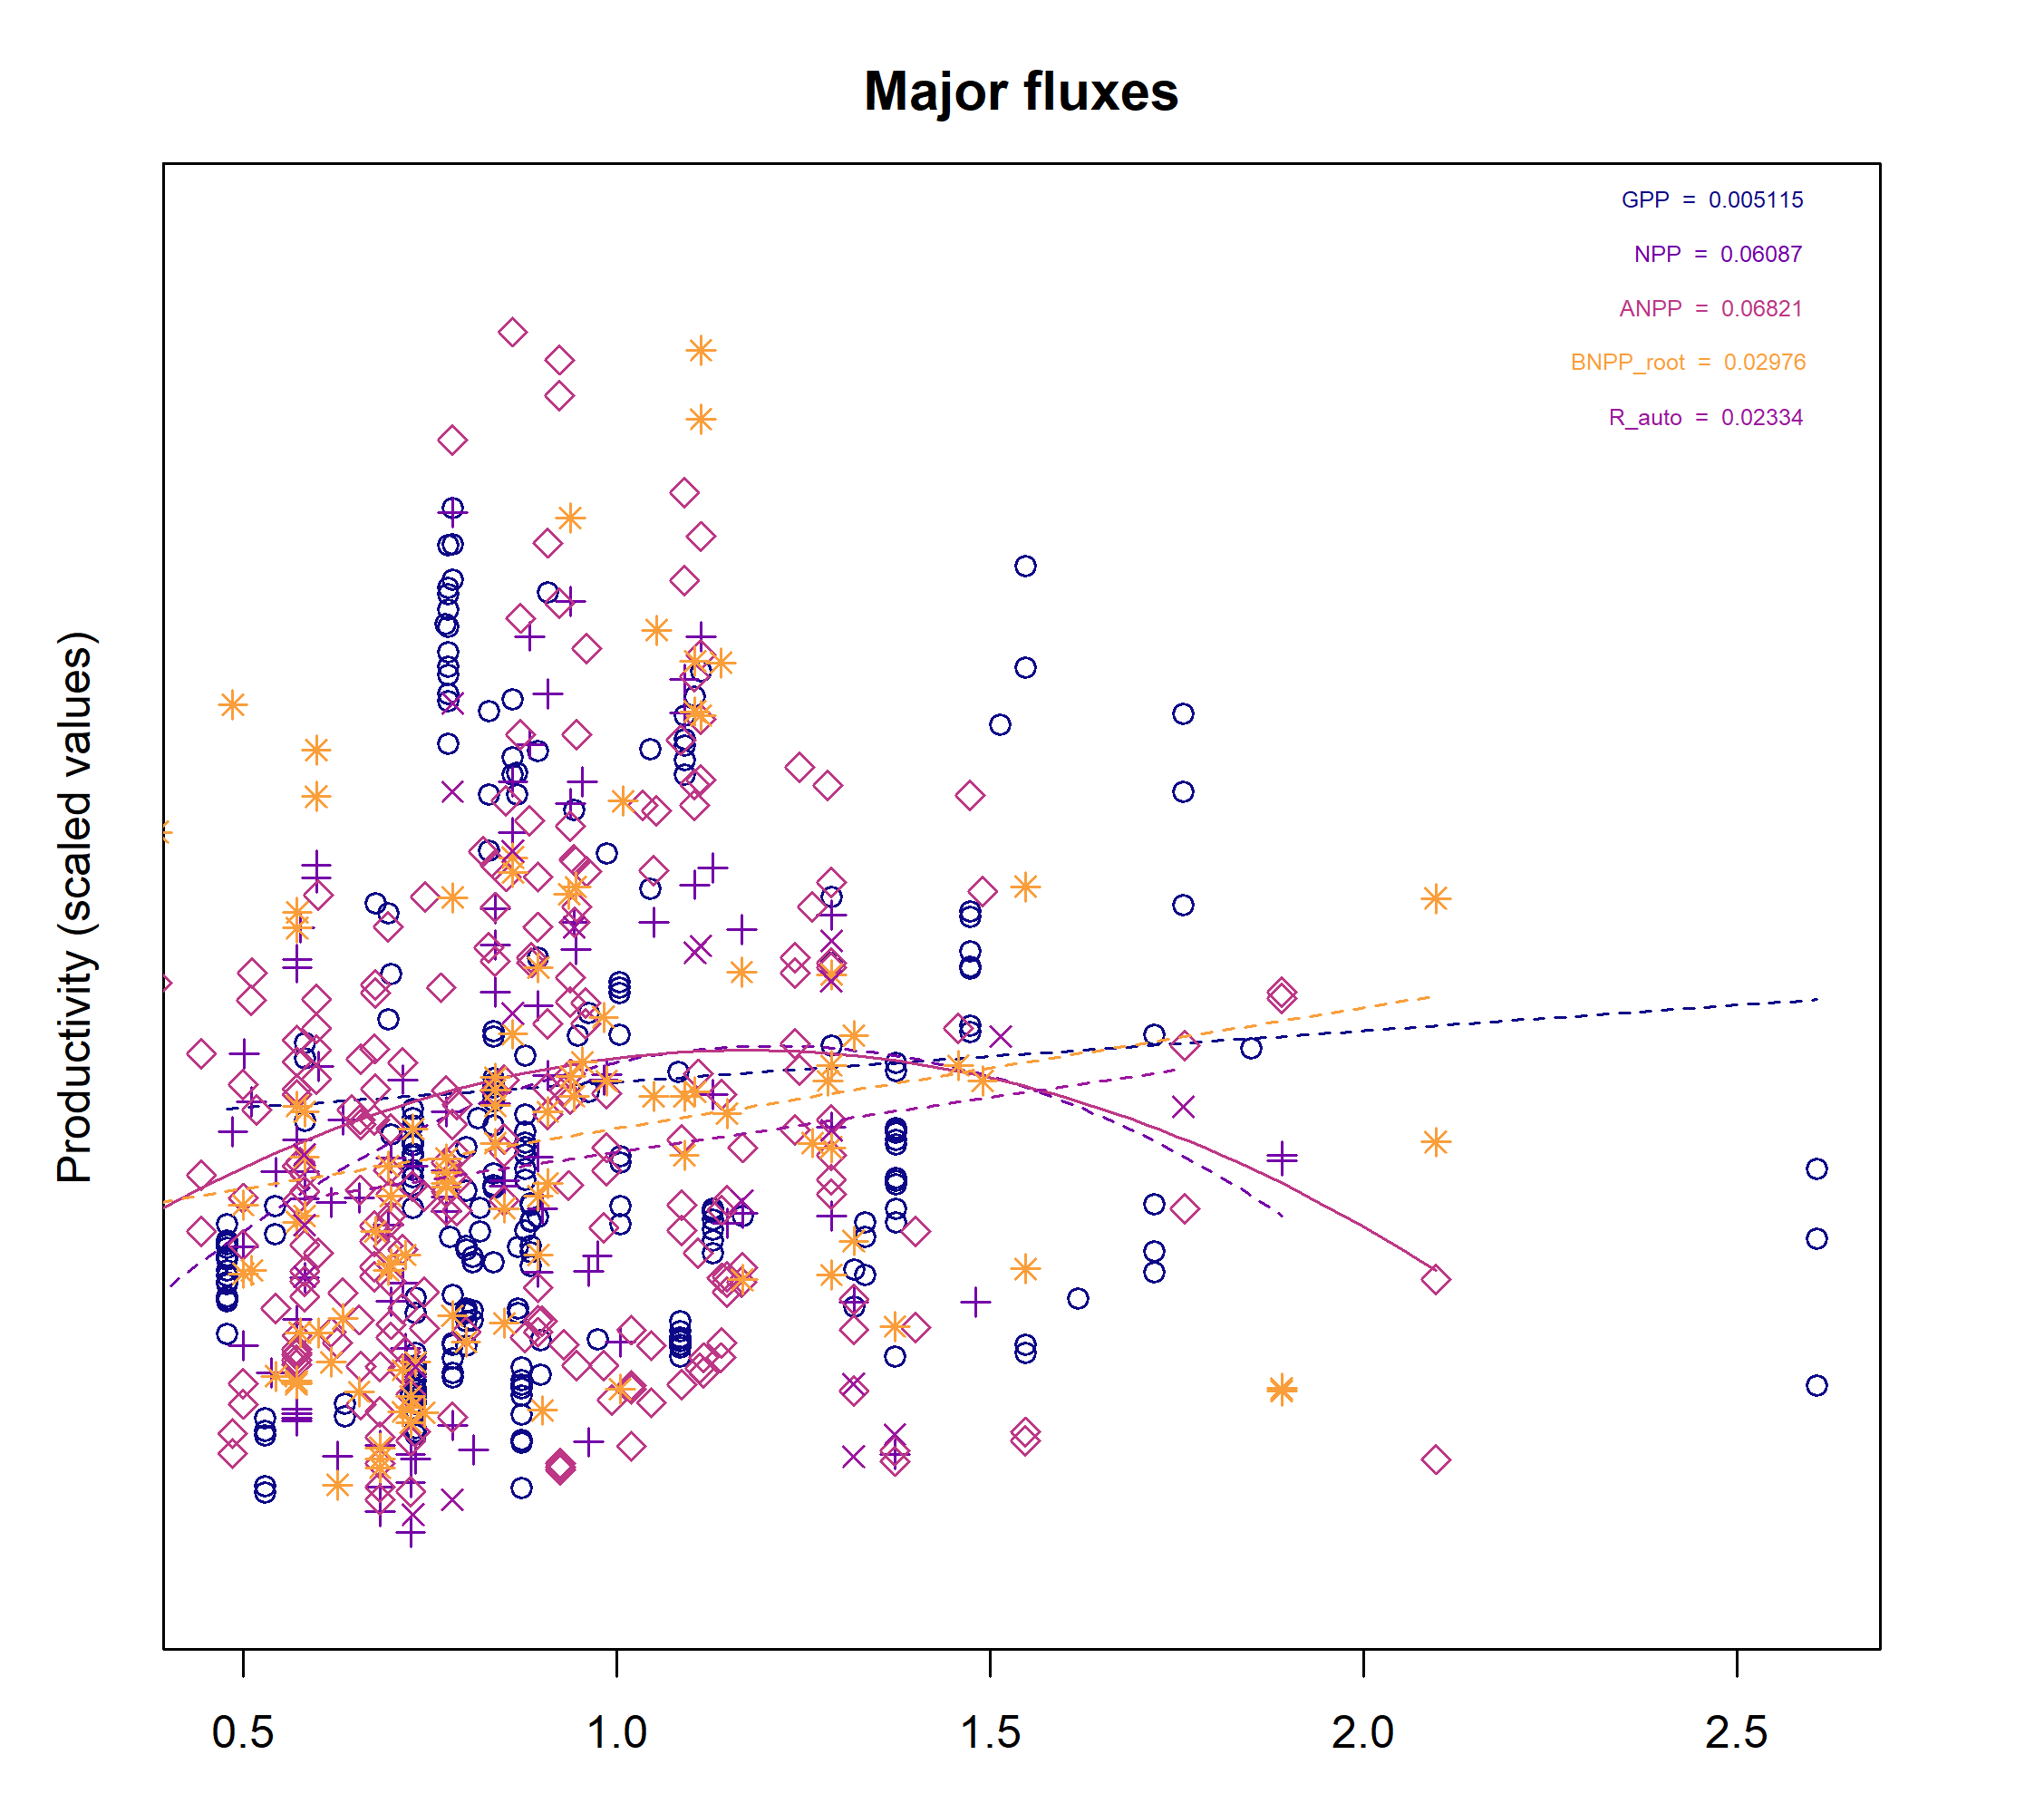 Major fluxes
GPP = 0.005115
NPP = 0.06087
ANPP = 0.06821
BNPP_root = 0.02976
R_auto = 0.02334
Productivity (scaled values)
0.5 1.0 1.5 2.0 2.5